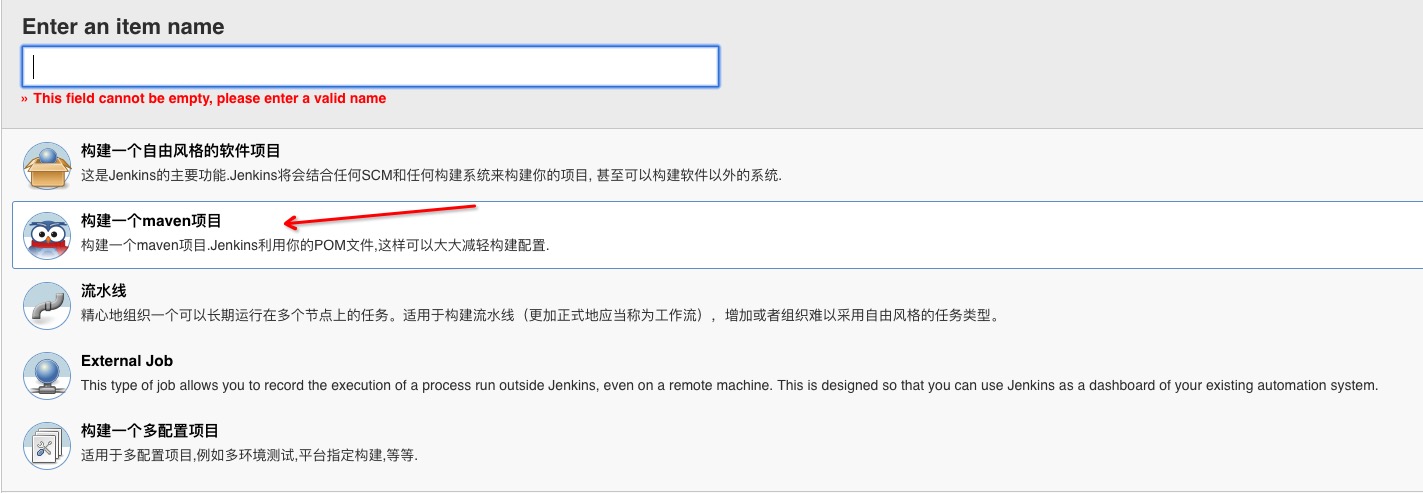 Enter an item name
» This field cannot be empty, please enter a valid name
构建一个自由风格的软件项目
这是Jenkins的主要功能.Jenkins将会结合任何SCM和任何构建系统来构建你的项目, 甚至可以构建软件以外的系统.
构建一个maven项目
构建一个maven项目.Jenkins利用你的POM文件,这样可以大大减轻构建配置.
流水线
精心地组织一个可以长期运行在多个节点上的任务。适用于构建流水线（更加正式地应当称为工作流），增加或者组织难以采用自由风格的任务类型。
External Job
This type of job allows you to record the execution of a process run outside Jenkins, even on a remote machine. This is designed so that you can use Jenkins as a dashboard of your existing automation system.
构建一个多配置项目
适用于多配置项目,例如多环境测试,平台指定构建,等等.